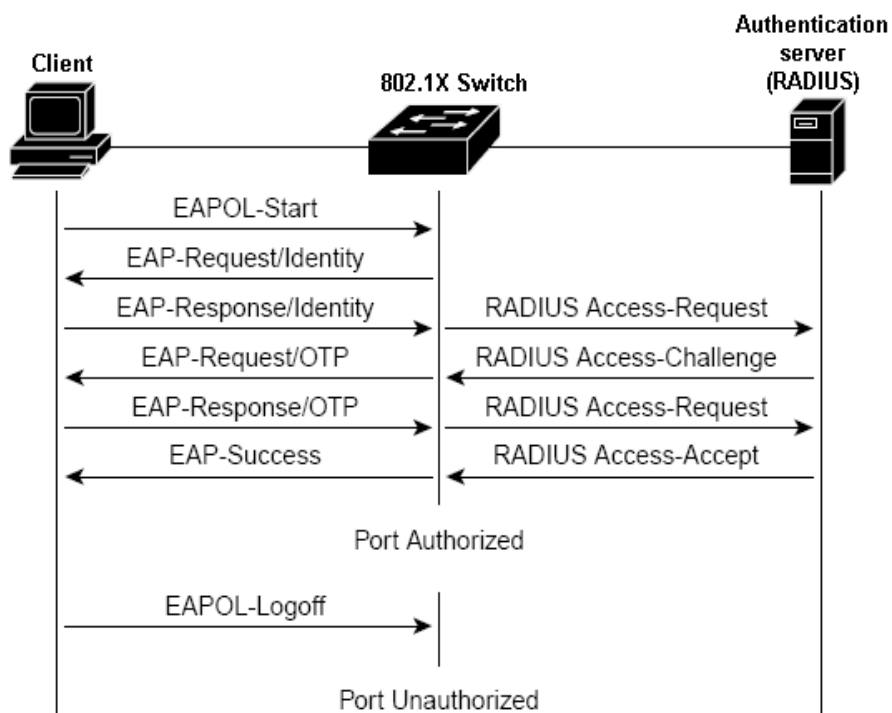 Authentication
server
(RADIUS)
Client
802.1X Switch
EAPOL-Start
EAP-Request/Identity
EAP-Response/Identity
RADIUS Access-Request
EAP-Request/OTP
RADIUS Access-Challenge
EAP-Response/OTP
RADIUS Access-Request
EAP-Success
RADIUS Access-Accept
Port Authorized
EAPOL-Logoff
Port Unauthorized